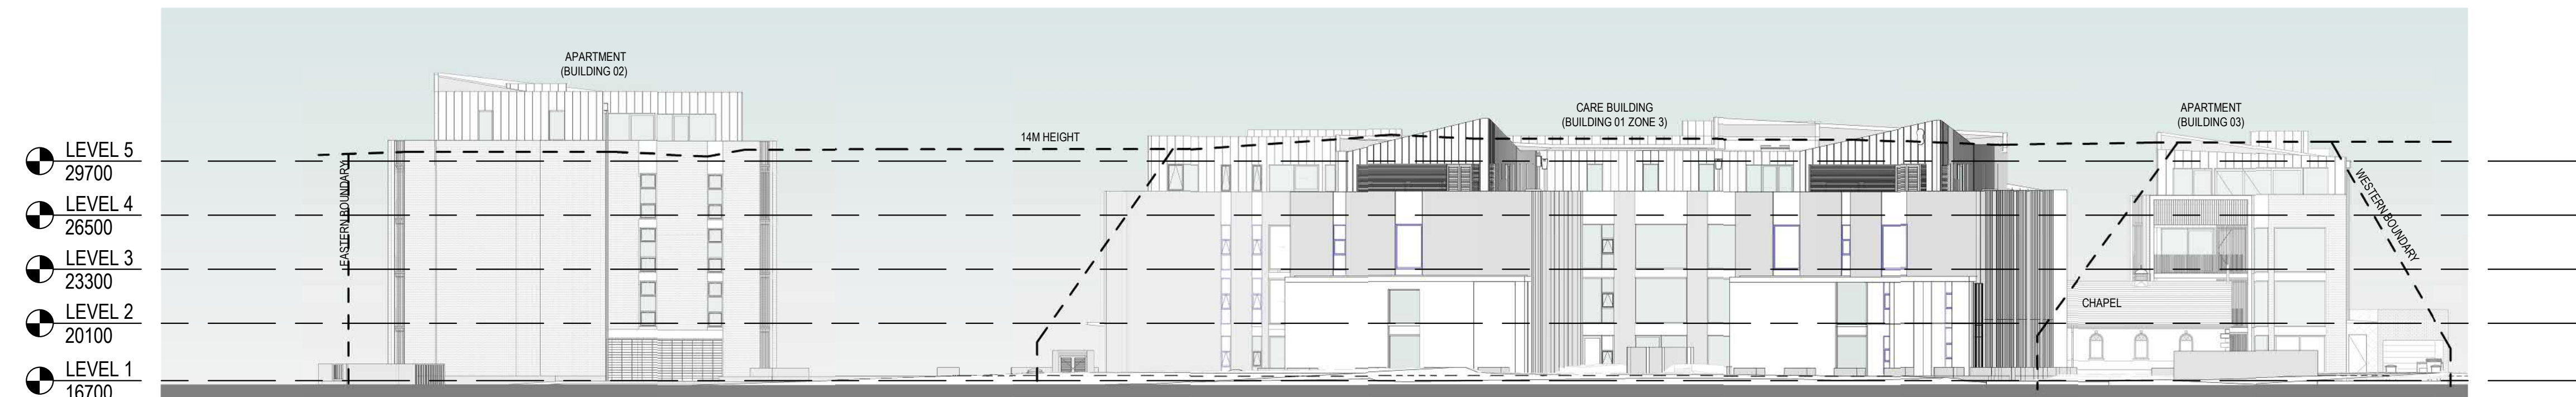 APARTMENT
(BUILDING 02)
CARE BUILDING
(BUILDING 01 ZONE 3)
APARTMENT
(BUILDING 03)
14M HEIGHT
LEVEL 5
29700
LEVEL 4
26500
LEVEL 3
23300
LEVEL 2
20100
LEVEL 1
16700
EASTERN BOUNDARY
WESTERN BOUNDARY
CHAPEL